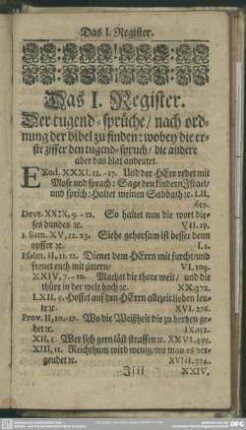 Das I. Register.
Das I. Register.
Der tugend-sprüche / nach ord-
nung der bibel zu finden: wobey die er-
ste ziffer den tugend-spruch / die andere
aber das blat andeutet.
EXod. XXXI. 12.-17. Und der HErr redet mit
Mose und sprach: Sage den kindern Israel/
und sprich: Haltet meinen Sabbath ꝛc. LII,
Devt. XXIX, 9.-12. So haltet nun die wort die-
ses bundes ꝛc. VII. 18.
1. Sam. XV, 22. 23. Siehe gehorsam ist besser denn
opffer ꝛc. I. 1.
Psalm. II, 11. 12. Dienet dem HErrn mit furcht / und
freuet euch mit zittern / VI. 103.
XXIV, 7.-10. Machet die thore weit / und die
thüre in der welt hoch ꝛc. XX. 372.
LXII, 9. Hoffet auf den HErrn allezeit lieben leu-
te ꝛc. XVI. 276.
Prov. II, 10.-17. Wo die Weißheit dir zu hertzen ge-
het ꝛc. IX. 152.
XII, 1. Wer sich gern läst straffen ꝛc. XXVI. 492.
XIII, 11. Reichthum wird wenig / wo man es ver-
geudet ꝛc. XVIII. 324.
Jiii XXIV,